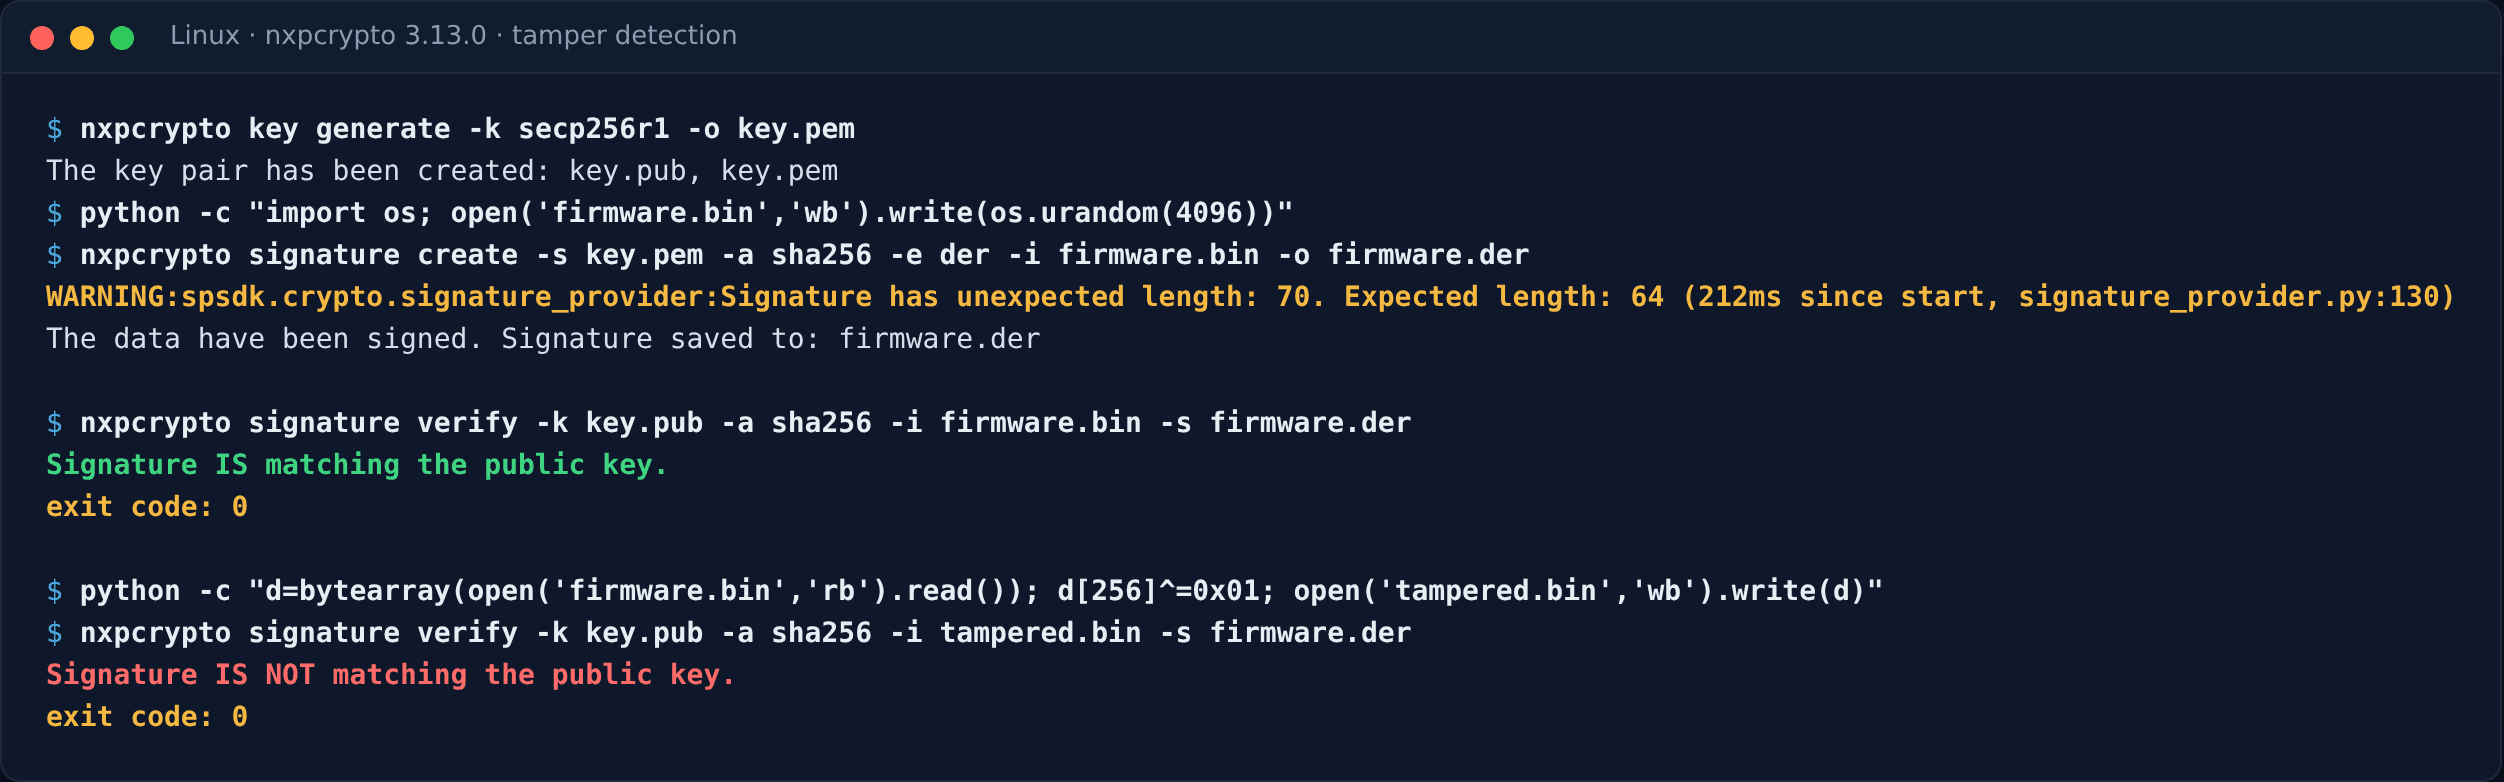 Linux · nxpcrypto 3.13.0 · tamper detection
$ nxpcrypto key generate -k secp256r1 -o key.pem
The key pair has been created: key.pub, key.pem
$ python -c "import os; open('firmware.bin','wb').write(os.urandom(4096))"
$ nxpcrypto signature create -s key.pem -a sha256 -e der -i firmware.bin -o firmware.der
WARNING:spsdk.crypto.signature_provider:Signature has unexpected length: 70. Expected length: 64 (212ms since start, signature_provider.py:130)
The data have been signed. Signature saved to: firmware.der
$ nxpcrypto signature verify -k key.pub -a sha256 -i firmware.bin -s firmware.der
Signature IS matching the public key.
exit code: 0
$ python -c "d=bytearray(open('firmware.bin','rb').read()); d[256]^=0x01; open('tampered.bin','wb').write(d)"
$ nxpcrypto signature verify -k key.pub -a sha256 -i tampered.bin -s firmware.der
Signature IS NOT matching the public key.
exit code: 0